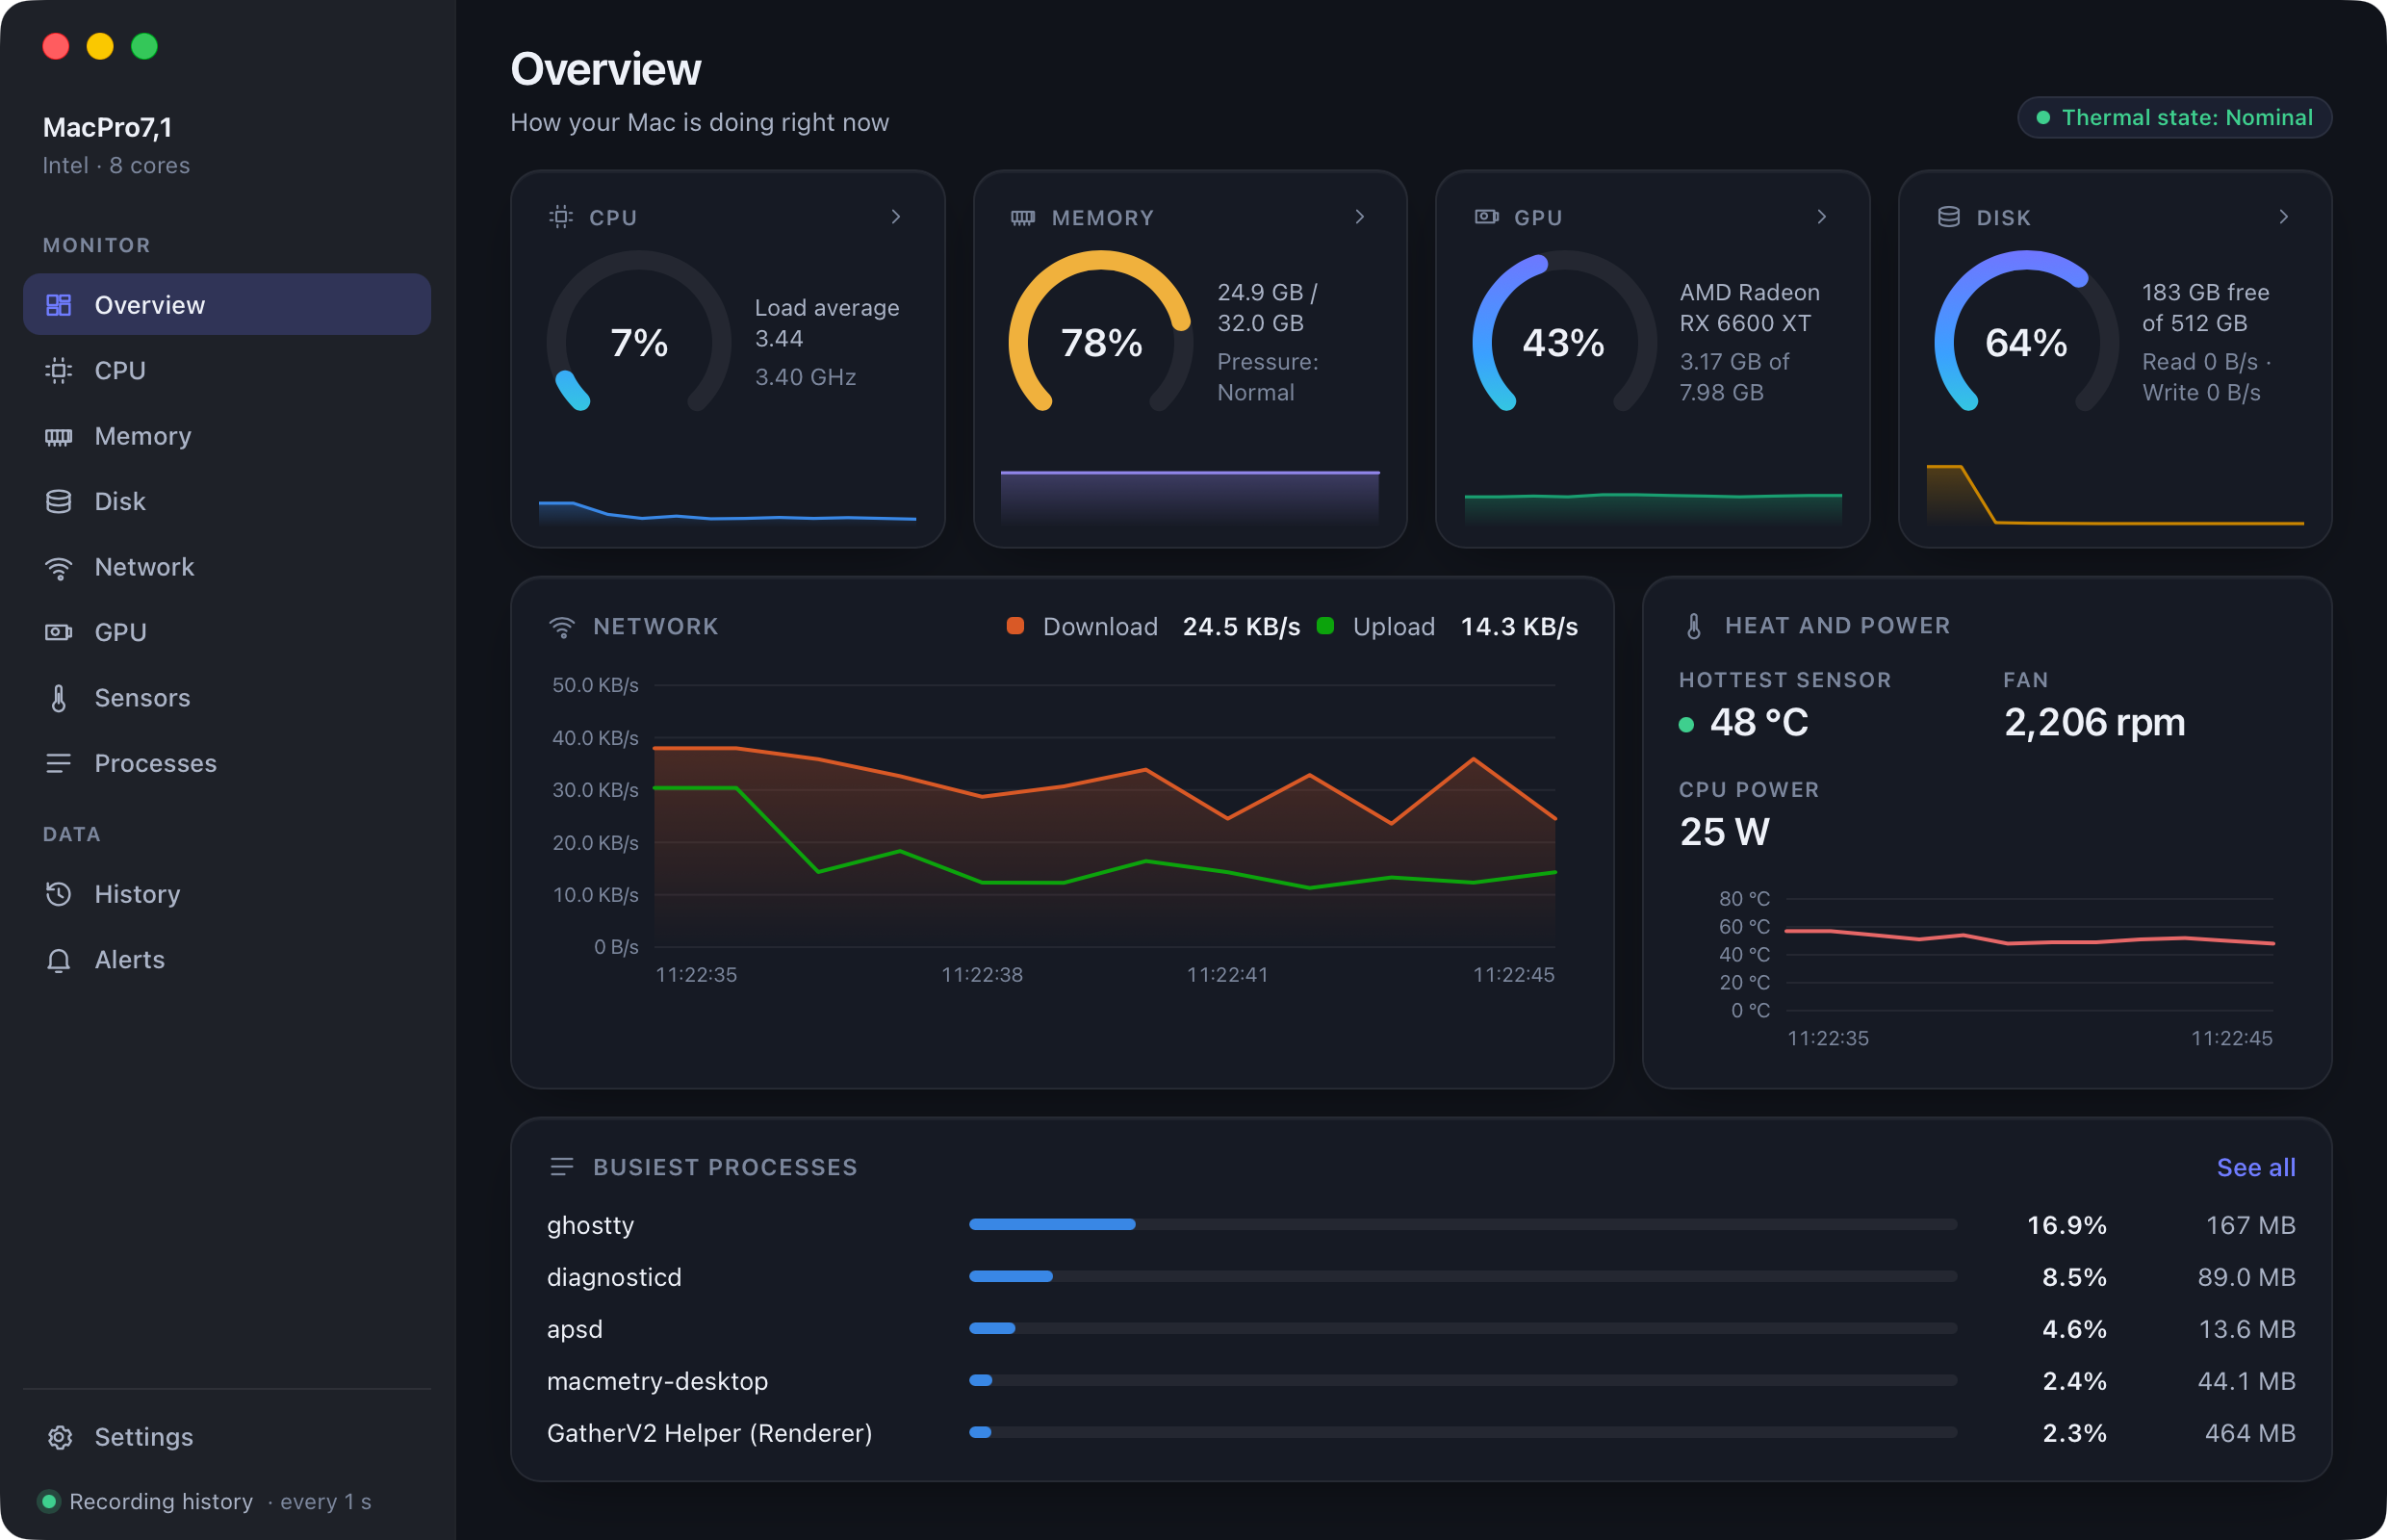 MacPro7,1
Intel · 8 cores
MONITOR
Overview
CPU
Memory
Disk
Network
GPU
Sensors
Processes
DATA
History
Alerts
Settings
Recording history · every 1 s
Overview
How your Mac is doing right now
Thermal state: Nominal
CPU
7%
Load average
3.44
3.40 GHz
MEMORY
78%
24.9 GB /
32.0 GB
Pressure:
Normal
GPU
43%
AMD Radeon
RX 6600 XT
3.17 GB of
7.98 GB
DISK
64%
183 GB free
of 512 GB
Read 0 B/s ·
Write 0 B/s
NETWORK
Download 24.5 KB/s Upload 14.3 KB/s
50.0 KB/s
40.0 KB/s
30.0 KB/s
20.0 KB/s
10.0 KB/s
0 B/s
11:22:35 11:22:38 11:22:41 11:22:45
HEAT AND POWER
HOTTEST SENSOR
48 °C
FAN
2,206 rpm
CPU POWER
25 W
80 °C
60 °C
40 °C
20 °C
0 °C
11:22:35 11:22:45
BUSIEST PROCESSES
See all
ghostty 16.9% 167 MB
diagnosticd 8.5% 89.0 MB
apsd 4.6% 13.6 MB
macmetry-desktop 2.4% 44.1 MB
GatherV2 Helper (Renderer) 2.3% 464 MB